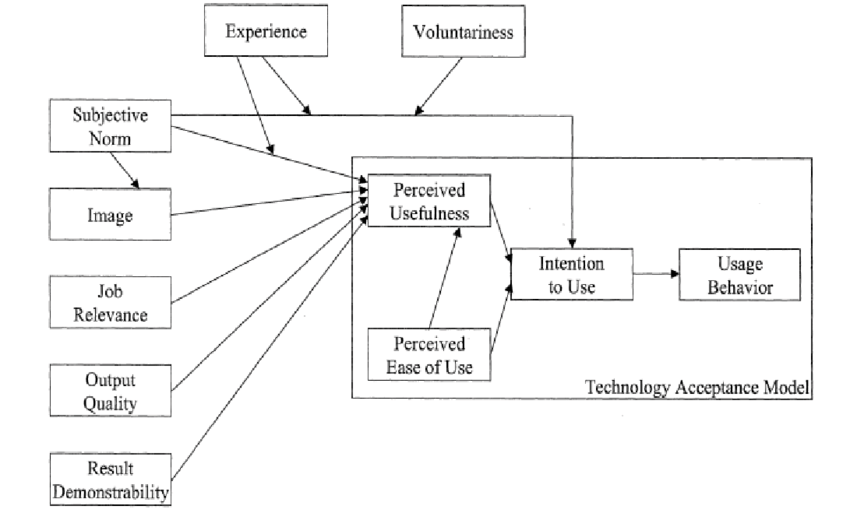 Experience
Voluntariness
Subjective
Norm
Image
Job
Relevance
Output
Quality
Result
Demonstrability
Perceived
Usefulness
Perceived
Ease of Use
Intention
to Use
Usage
Behavior
Technology Acceptance Model